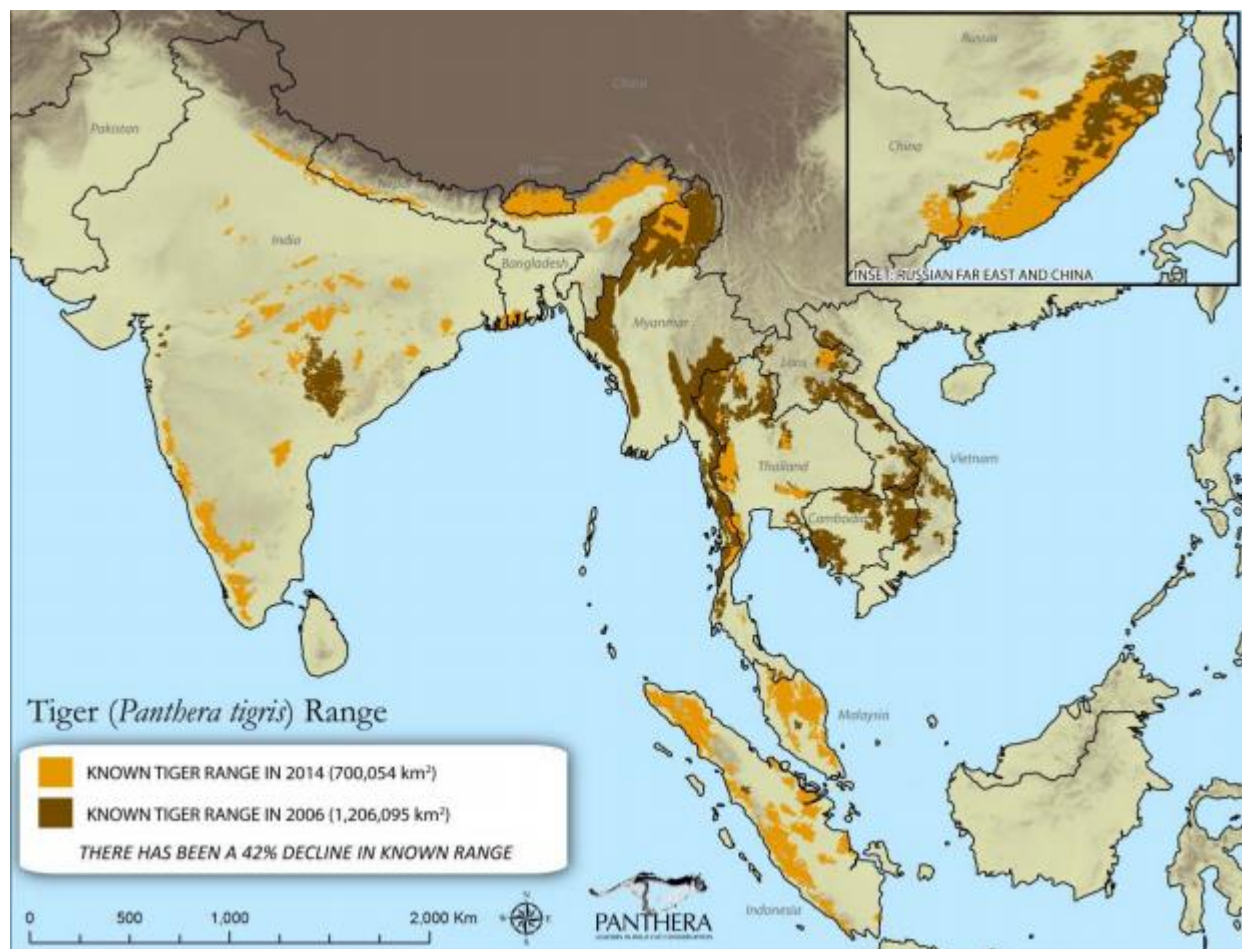 Russia
China
Pakistan
China
Nepal
Bhutan
India
Bangladesh
INSET: RUSSIAN FAR EAST AND CHINA
Myanmar
Laos
Thailand
Vietnam
Cambodia
Malaysia
Indonesia
Tiger (Panthera tigris) Range
KNOWN TIGER RANGE IN 2014 (700,054 km²)
KNOWN TIGER RANGE IN 2006 (1,206,095 km²)
THERE HAS BEEN A 42% DECLINE IN KNOWN RANGE
0 500 1,000 2,000 Km
PANTHERA